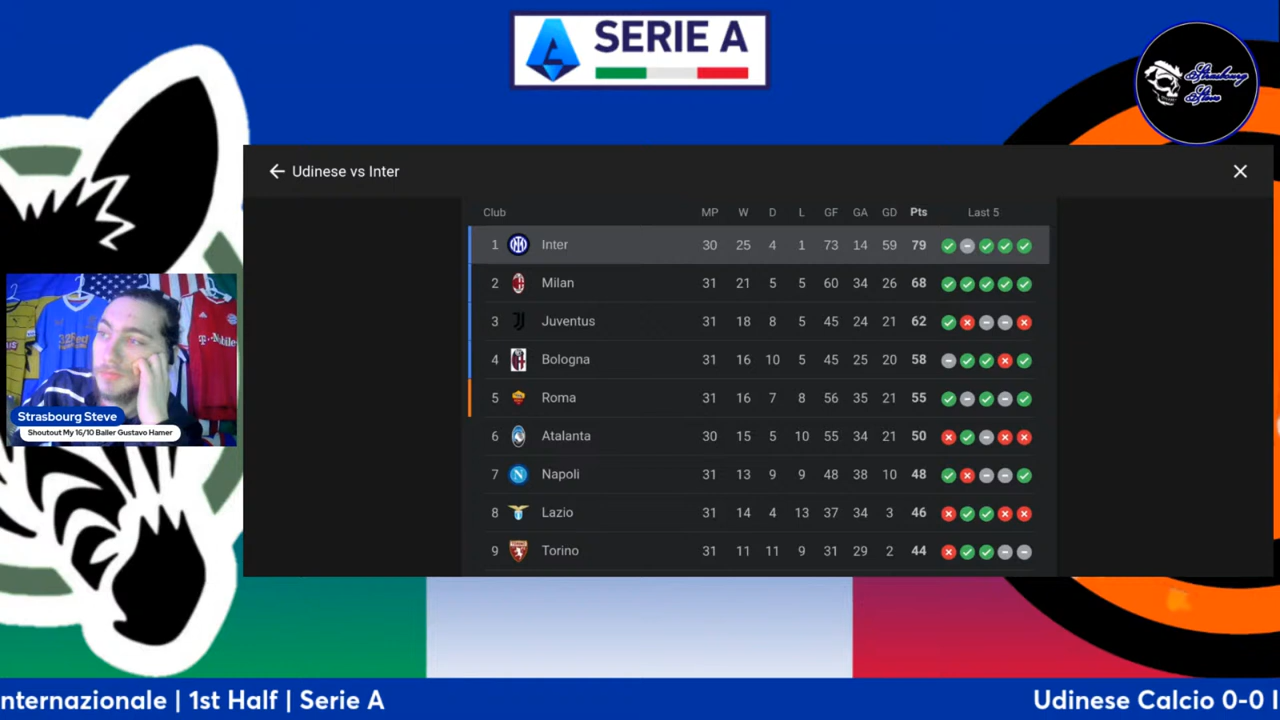 SERIE A
Strasburg
Steve
Udinese vs Inter
Club MP W D L GF GA GD Pts Last 5
1 Inter 30 25 4 1 73 14 59 79
2 Milan 31 21 5 5 60 34 26 68
3 Juventus 31 18 8 5 45 24 21 62
4 Bologna 31 16 10 5 45 25 20 58
5 Roma 31 16 7 8 56 35 21 55
6 Atalanta 30 15 5 10 55 34 21 50
7 Napoli 31 13 9 9 48 38 10 48
8 Lazio 31 14 4 13 37 34 3 46
9 Torino 31 11 11 9 31 29 2 44
T··Mobile·
Strasbourg Steve
Shoutout My 16/10 Baller Gustavo Hamer
nternazionale | 1st Half | Serie A
Udinese Calcio 0-0 I